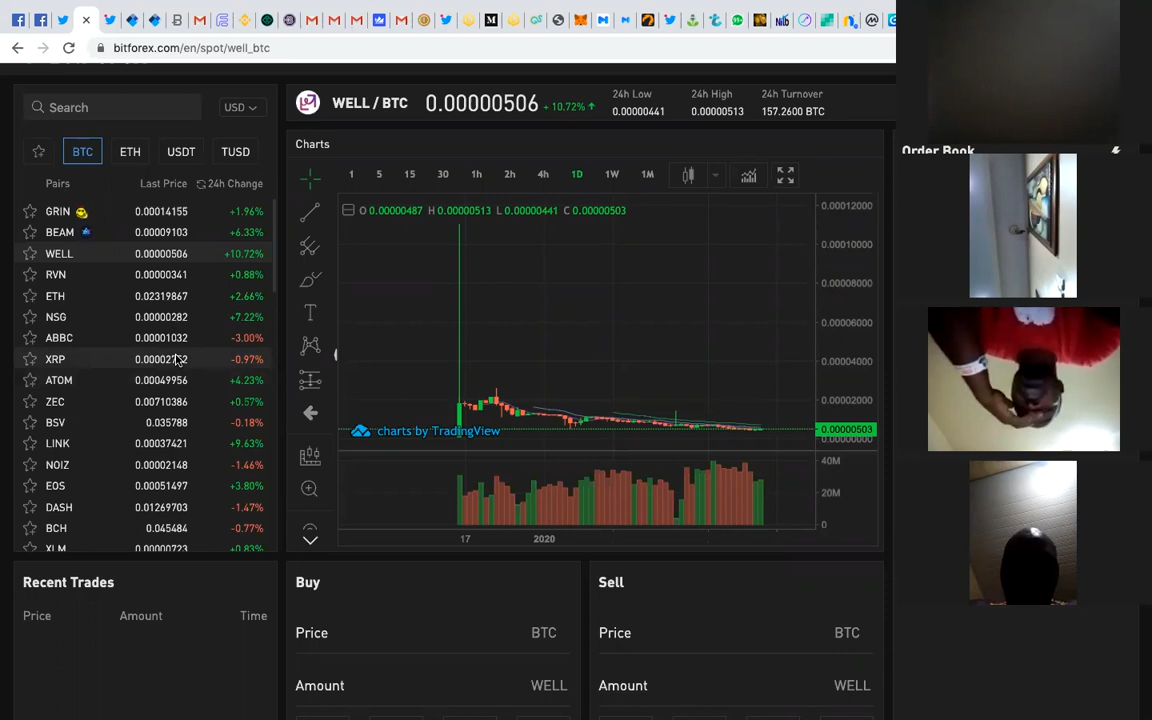 bitforex.com/en/spot/well_btc
Search
USD
BTC ETH USDT TUSD
Pairs Last Price 24h Change
GRIN 0.00014155 +1.96%
BEAM 0.00009103 +6.33%
WELL 0.00000506 +10.72%
RVN 0.00000341 +0.88%
ETH 0.02319867 +2.66%
NSG 0.00000282 +7.22%
ABBC 0.00001032 -3.00%
XRP -0.97%
ATOM 0.00049956 +4.23%
ZEC 0.00710386 +0.57%
BSV 0.035788 -0.18%
LINK 0.00037421 +9.63%
NOIZ 0.00002148 -1.46%
EOS 0.00051497 +3.80%
DASH 0.01269703 -1.47%
BCH 0.045484 -0.77%
XLM 0.00000723 +0.83%
Recent Trades
Price Amount Time
WELL / BTC 0.00000506 +10.72%
24h Low 24h High 24h Turnover
0.00000441 0.00000513 157.2600 BTC
Charts
1 5 15 30 1h 2h 4h 1D 1W 1M
O 0.00000487 H 0.00000513 L 0.00000441 C 0.00000503
0.00012000
0.00010000
0.00008000
0.00006000
0.00004000
0.00002000
0.00000503
0.00000000
charts by TradingView
40M
20M
0
17 2020
Buy
Price BTC
Amount WELL
Sell
Price BTC
Amount WELL
Order Book